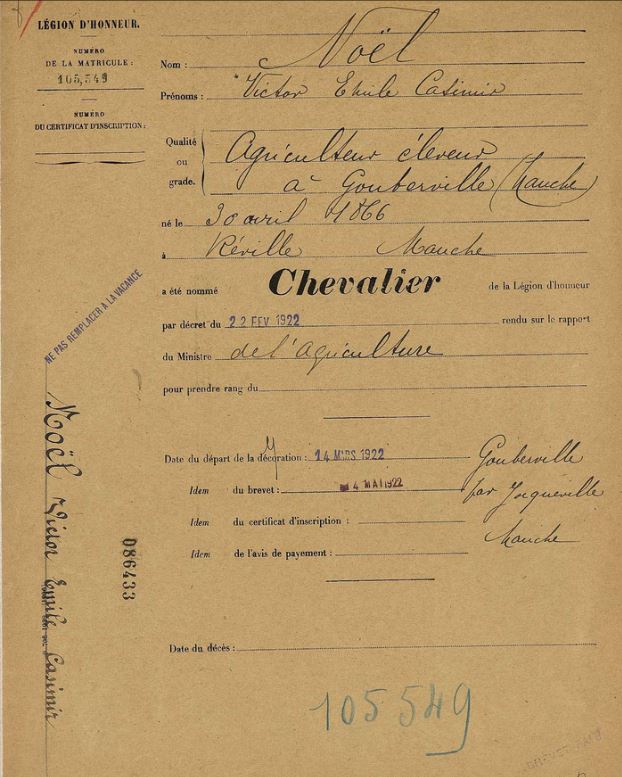 LÉGION D'HONNEUR.
NUMÉRO
DE LA MATRICULE :
105,549
NUMÉRO
DU CERTIFICAT D'INSCRIPTION :
Nom : Noël
Prénoms : Victor Emile Casimir
Qualité
ou
grade.
Agriculteur éleveur
à Gouberville (Manche)
né le 30 avril 1866
à Réville Manche
a été nommé Chevalier de la Légion d'honneur
par décret du 22 FEV 1922 rendu sur le rapport
du Ministre de l'Agriculture
pour prendre rang du
Date du départ de la décoration : 14 MARS 1922 Gouberville
Idem du brevet : 4 MAI 1922 par
Idem du certificat d'inscription : Manche
Idem de l'avis de payement :
Date du décès :
105549
NE PAS REMPLACER A LA VACANCE
Noël Victor Emile Casimir
086433